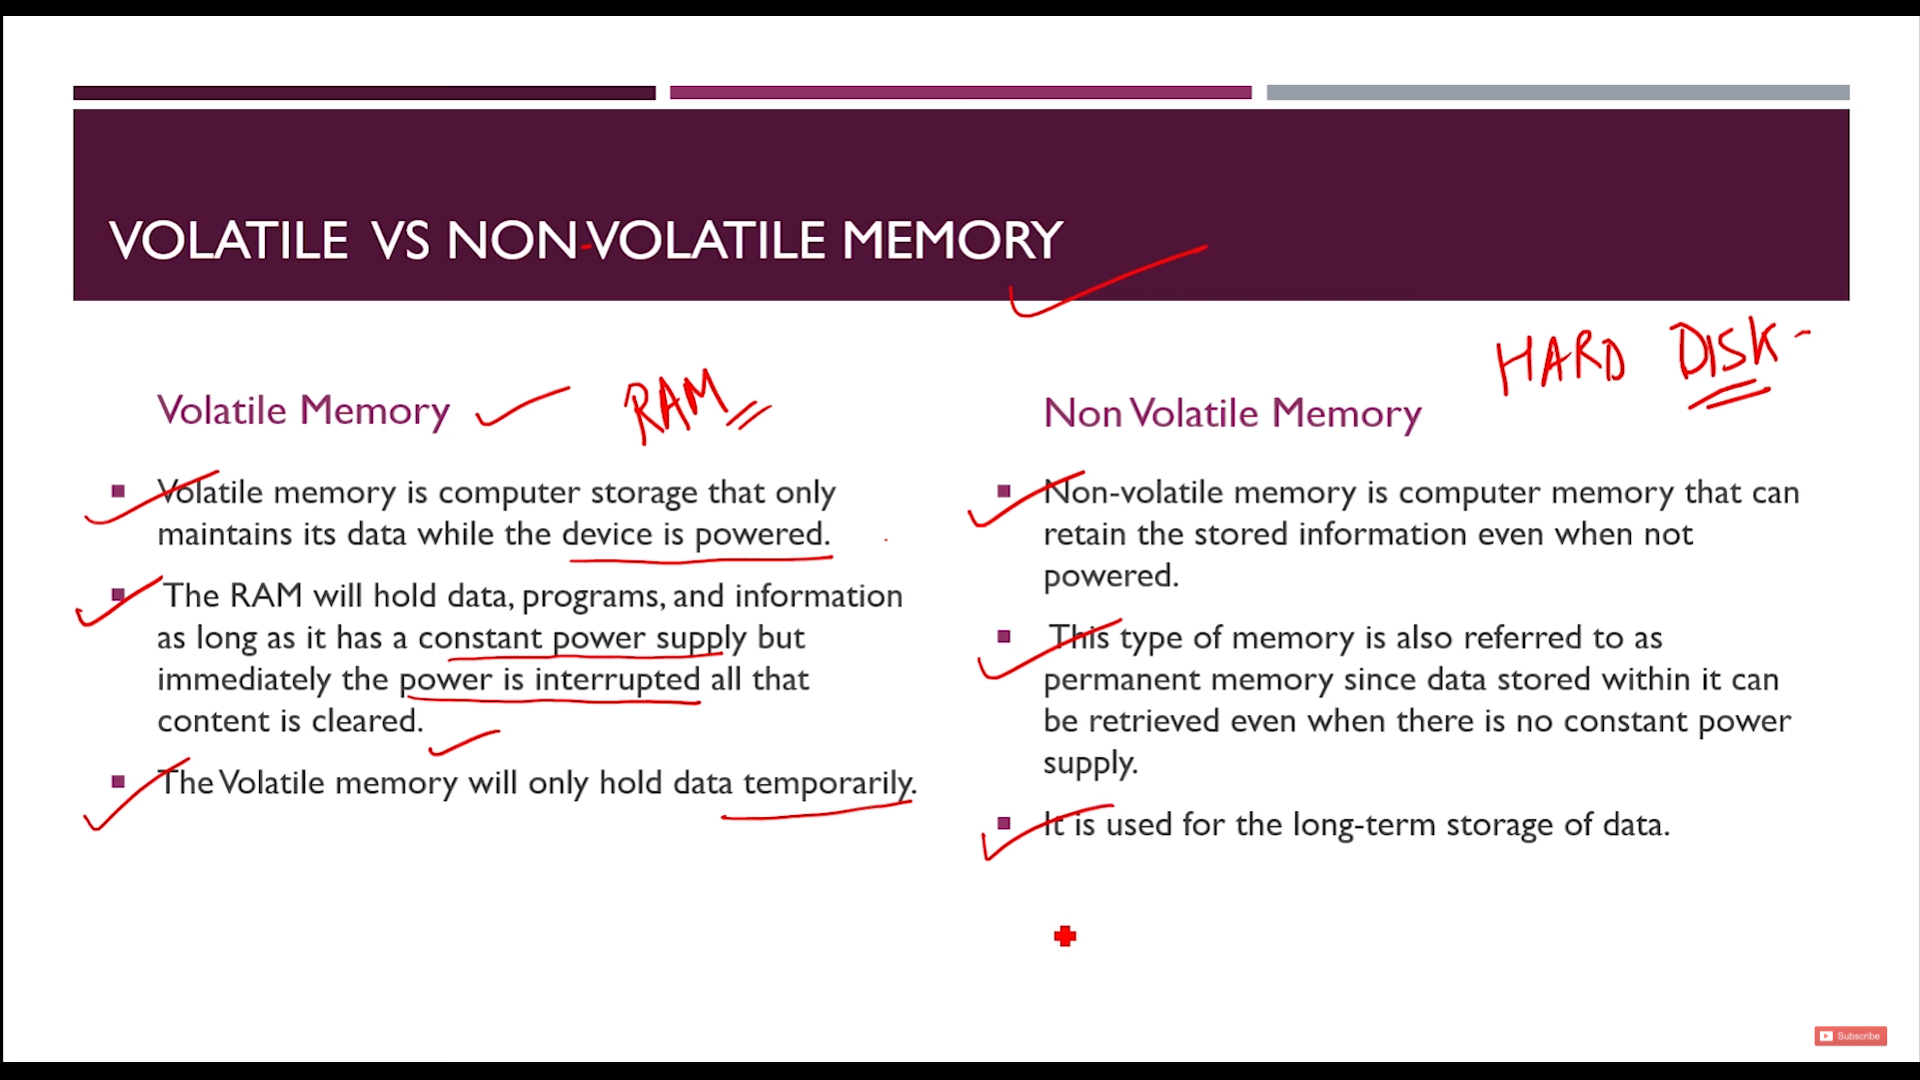 VOLATILE VS NON-VOLATILE MEMORY
Volatile Memory
RAM
Volatile memory is computer storage that only
maintains its data while the device is powered.
The RAM will hold data, programs, and information
as long as it has a constant power supply but
immediately the power is interrupted all that
content is cleared.
The Volatile memory will only hold data temporarily.
HARD DISK -
Non Volatile Memory
Non-volatile memory is computer memory that can
retain the stored information even when not
powered.
This type of memory is also referred to as
permanent memory since data stored within it can
be retrieved even when there is no constant power
supply.
It is used for the long-term storage of data.
Subscribe